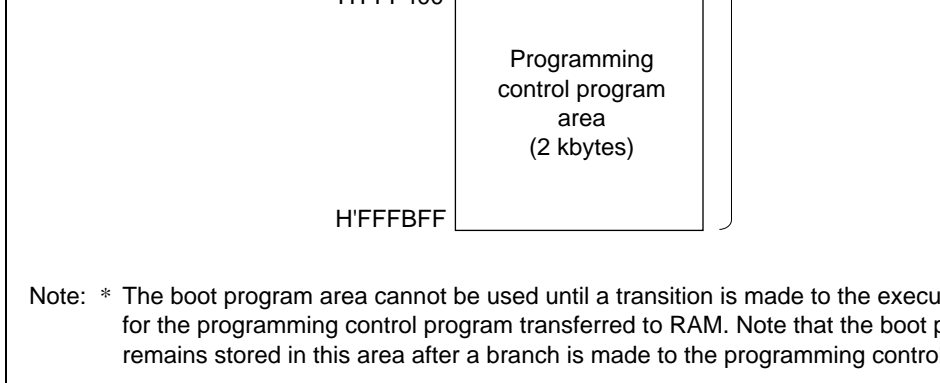 Programming
control program
area
(2 kbytes)
H'FFFBFF
Note: * The boot program area cannot be used until a transition is made to the
for the programming control program transferred to RAM. Note that the boot
remains stored in this area after a branch is made to the programming